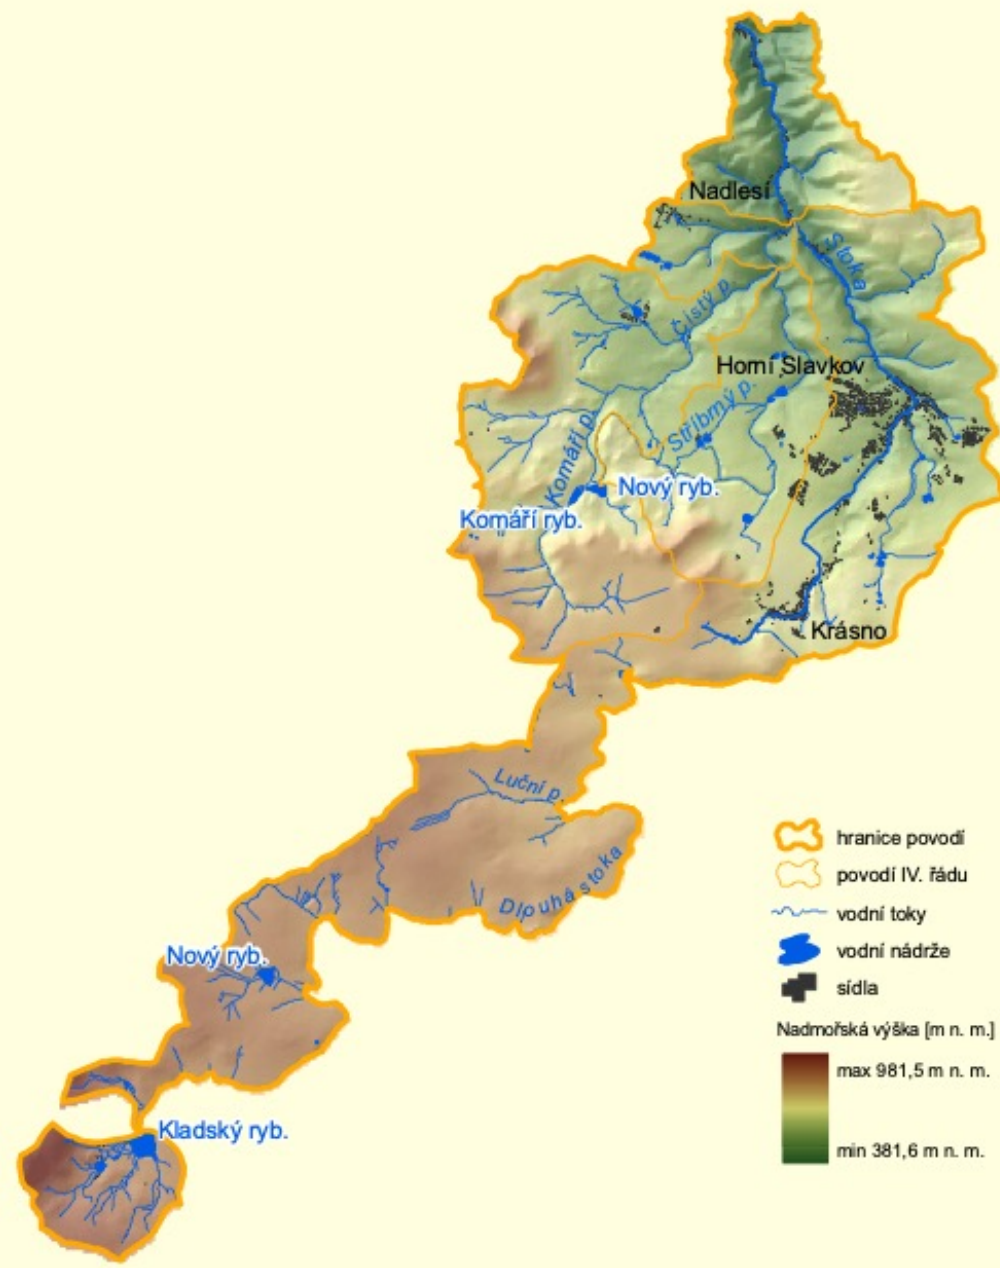 Nadlesí
Stoka
Čistý p.
Horní Slavkov
Stříbrný p.
Komáří p.
Nový ryb.
Komáří ryb.
Krásno
Luční p.
Dlouhá stoka
Nový ryb.
Kladský ryb.
hranice povodí
povodí IV. řádu
vodní toky
vodní nádrže
sídla
Nadmořská výška [m n. m.]
max 981,5 m n. m.
min 381,6 m n. m.